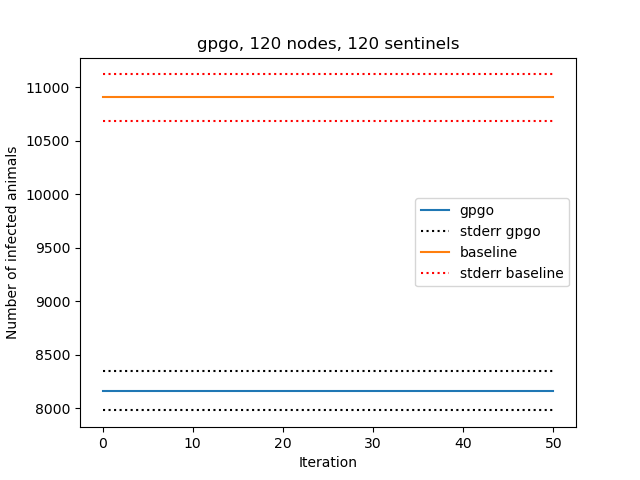 gpgo, 120 nodes, 120 sentinels
11000
10500
10000
9500
9000
8500
8000
Number of infected animals
gpgo
stderr gpgo
baseline
stderr baseline
0 10 20 30 40 50
Iteration